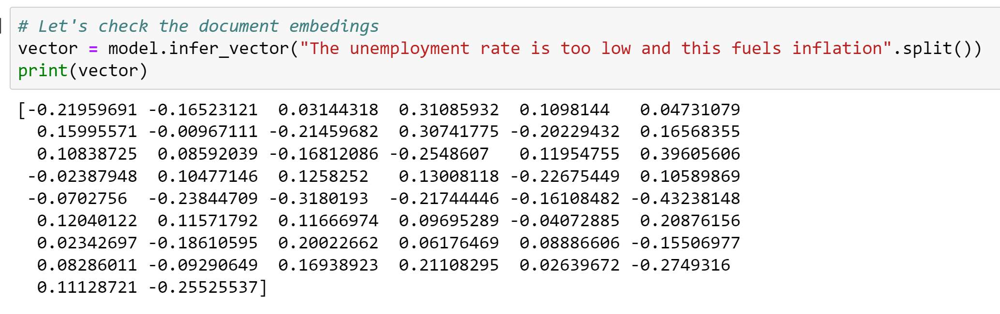 # Let's check the document embedings
vector = model.infer_vector("The unemployment rate is too low and this fuels inflation".split())
print(vector)
[-0.21959691 -0.16523121  0.03144318  0.31085932  0.1098144   0.04731079
  0.15995571 -0.00967111 -0.21459682  0.30741775 -0.20229432  0.16568355
  0.10838725  0.08592039 -0.16812086 -0.2548607   0.11954755  0.39605606
 -0.02387948  0.10477146  0.1258252   0.13008118 -0.22675449  0.10589869
 -0.0702756  -0.23844709 -0.3180193  -0.21744446 -0.16108482 -0.43238148
  0.12040122  0.11571792  0.11666974  0.09695289 -0.04072885  0.20876156
  0.02342697 -0.18610595  0.20022662  0.06176469  0.08886606 -0.15506977
  0.08286011 -0.09290649  0.16938923  0.21108295  0.02639672 -0.2749316
  0.11128721 -0.25525537]